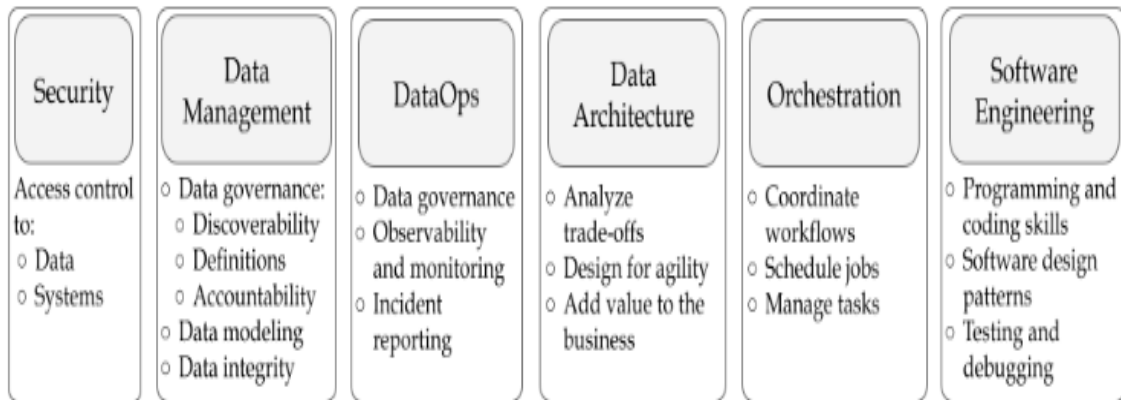 Security
Access control
to:
○ Data
○ Systems
Data
Management
○ Data governance:
○ Discoverability
○ Definitions
○ Accountability
○ Data modeling
○ Data integrity
DataOps
○ Data governance
○ Observability
and monitoring
○ Incident
reporting
Data
Architecture
○ Analyze
trade-offs
○ Design for agility
○ Add value to the
business
Orchestration
○ Coordinate
workflows
○ Schedule jobs
○ Manage tasks
Software
Engineering
○ Programming and
coding skills
○ Software design
patterns
○ Testing and
debugging